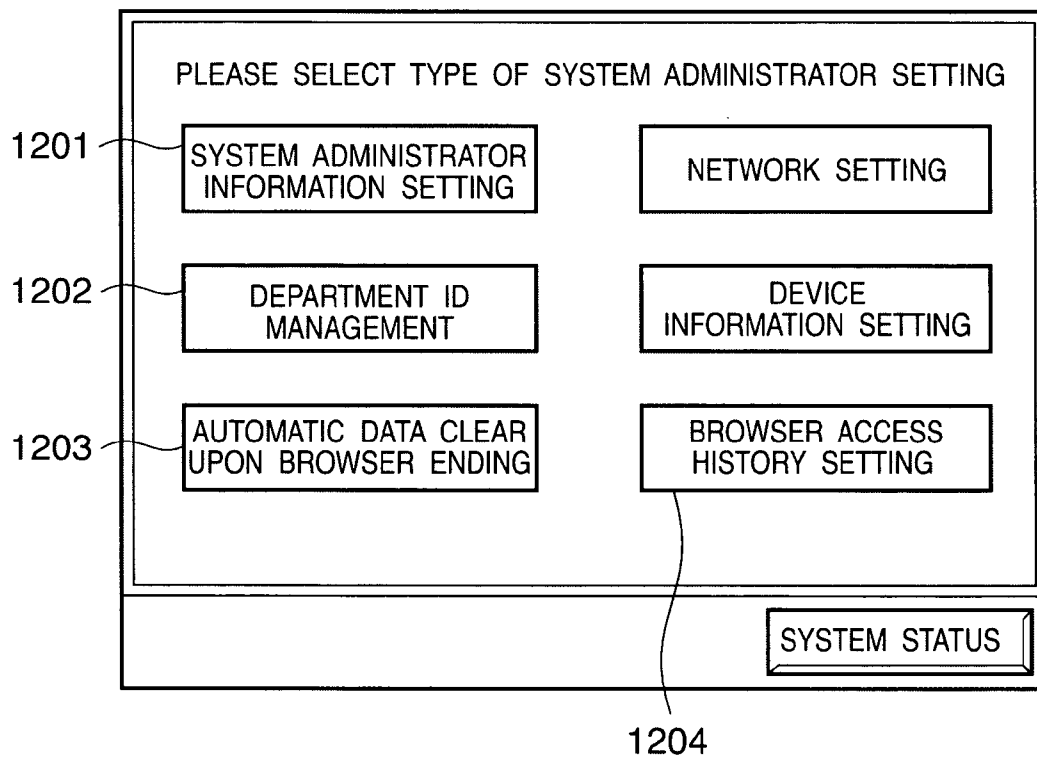 PLEASE SELECT TYPE OF SYSTEM ADMINISTRATOR SETTING
1201
SYSTEM ADMINISTRATOR
INFORMATION SETTING
NETWORK SETTING
1202
DEPARTMENT ID
MANAGEMENT
DEVICE
INFORMATION SETTING
1203
AUTOMATIC DATA CLEAR
UPON BROWSER ENDING
BROWSER ACCESS
HISTORY SETTING
SYSTEM STATUS
1204